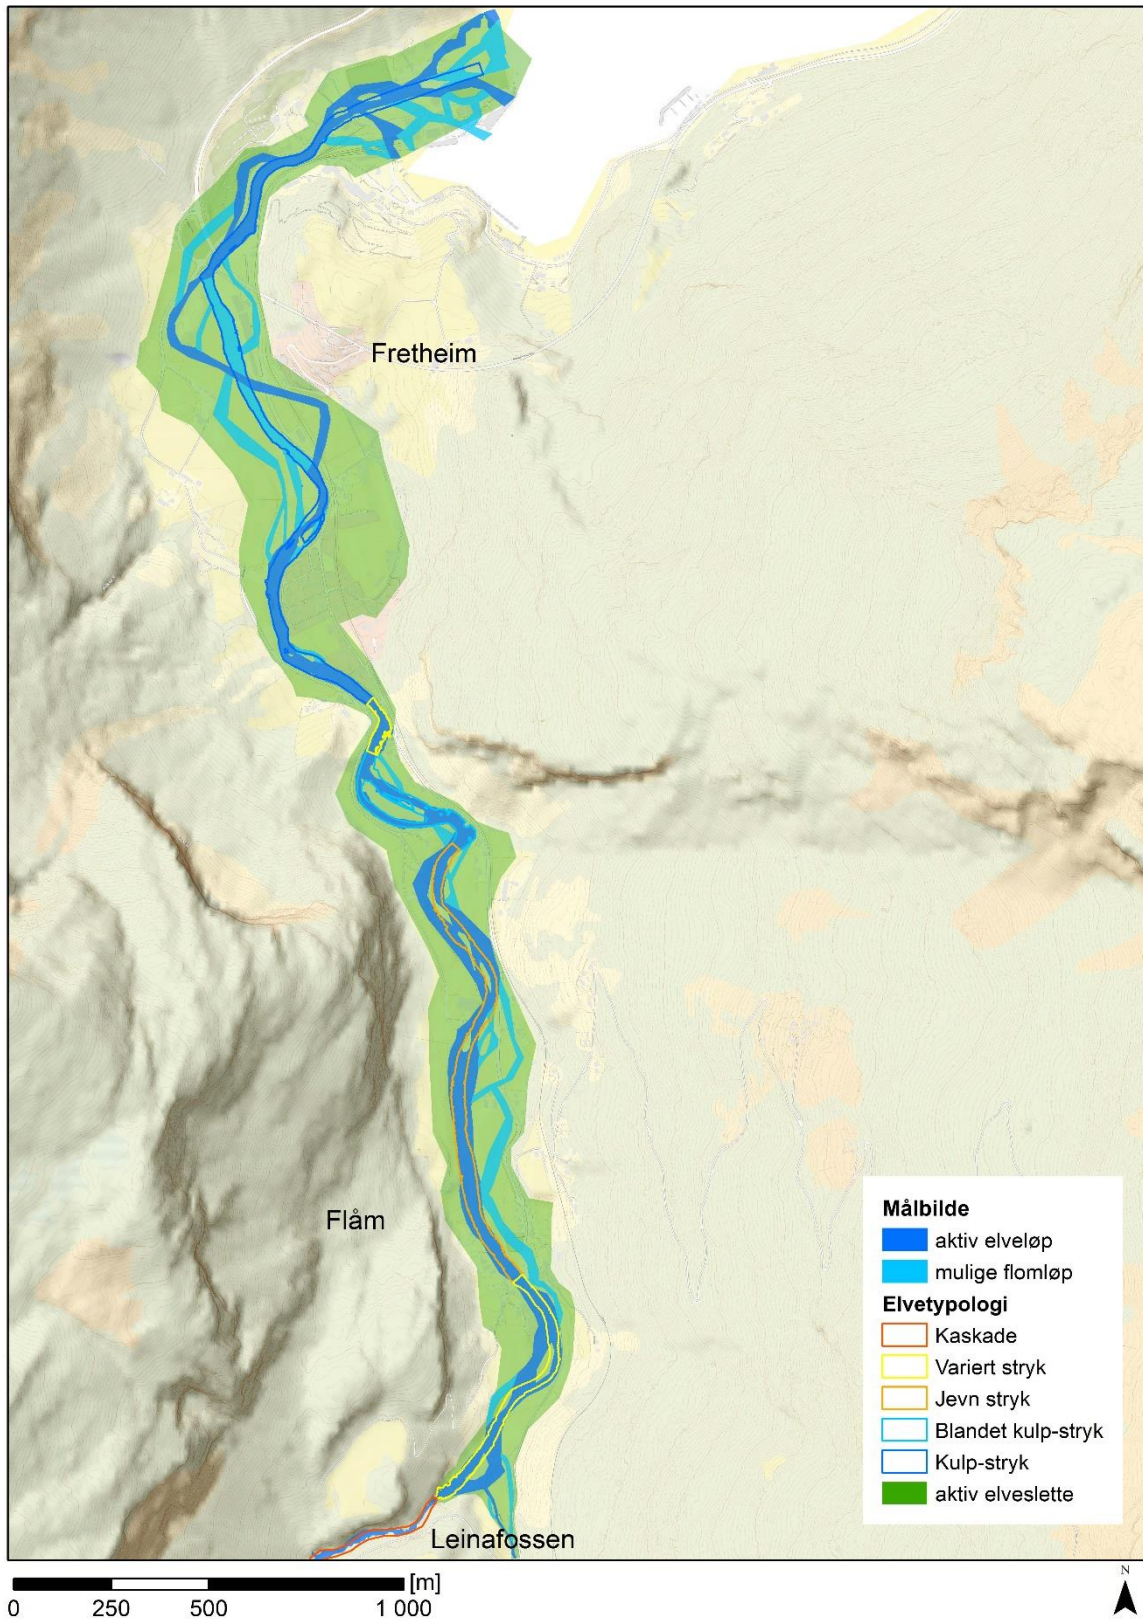 Fretheim
Flåm
Leinafossen
Målbilde
aktiv elveløp
mulige flomløp
Elvetypologi
Kaskade
Variert stryk
Jevn stryk
Blandet kulp-stryk
Kulp-stryk
aktiv elveslette
[m]
0 250 500 1 000
N